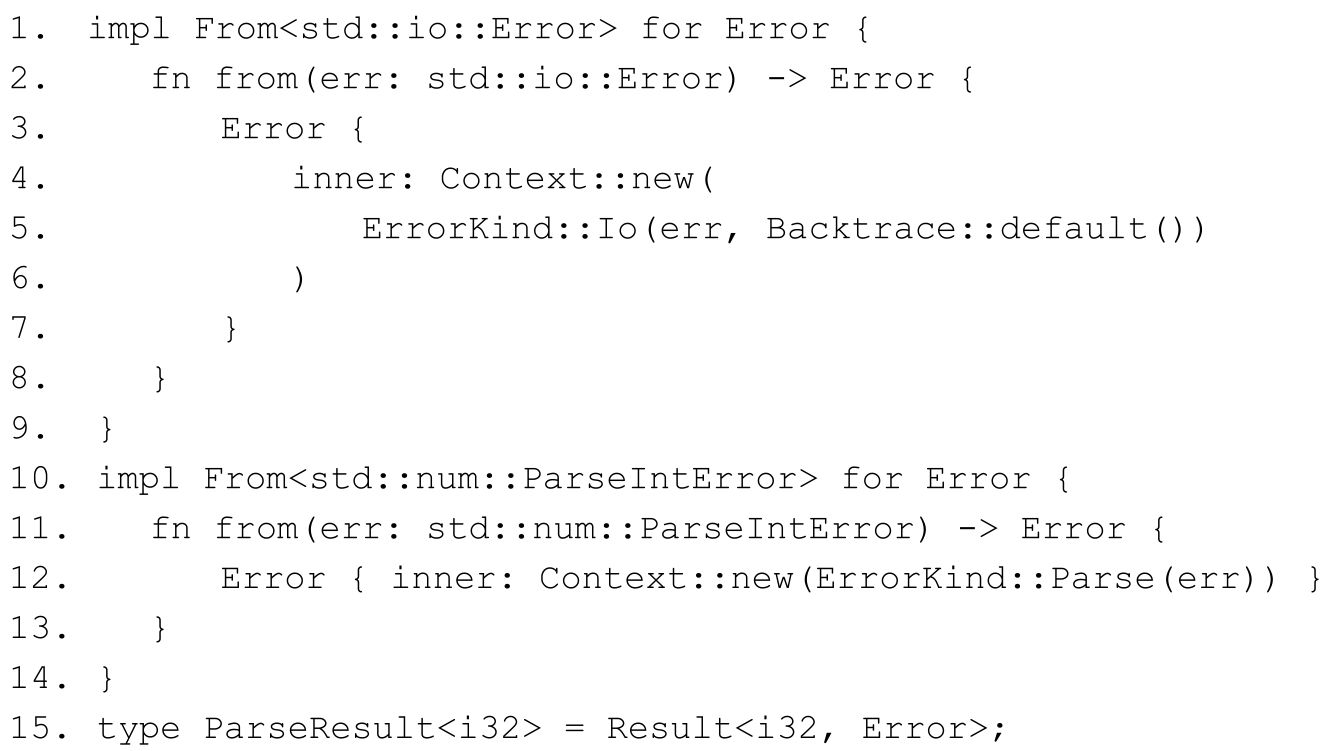 1. impl From<std::io::Error> for Error {
2. fn from(err: std::io::Error) -> Error {
3. Error {
4. inner: Context::new(
5. ErrorKind::Io(err, Backtrace::default())
6. )
7. }
8. }
9. }
10. impl From<std::num::ParseIntError> for Error {
11. fn from(err: std::num::ParseIntError) -> Error {
12. Error { inner: Context::new(ErrorKind::Parse(err)) }
13. }
14. }
15. type ParseResult<i32> = Result<i32, Error>;